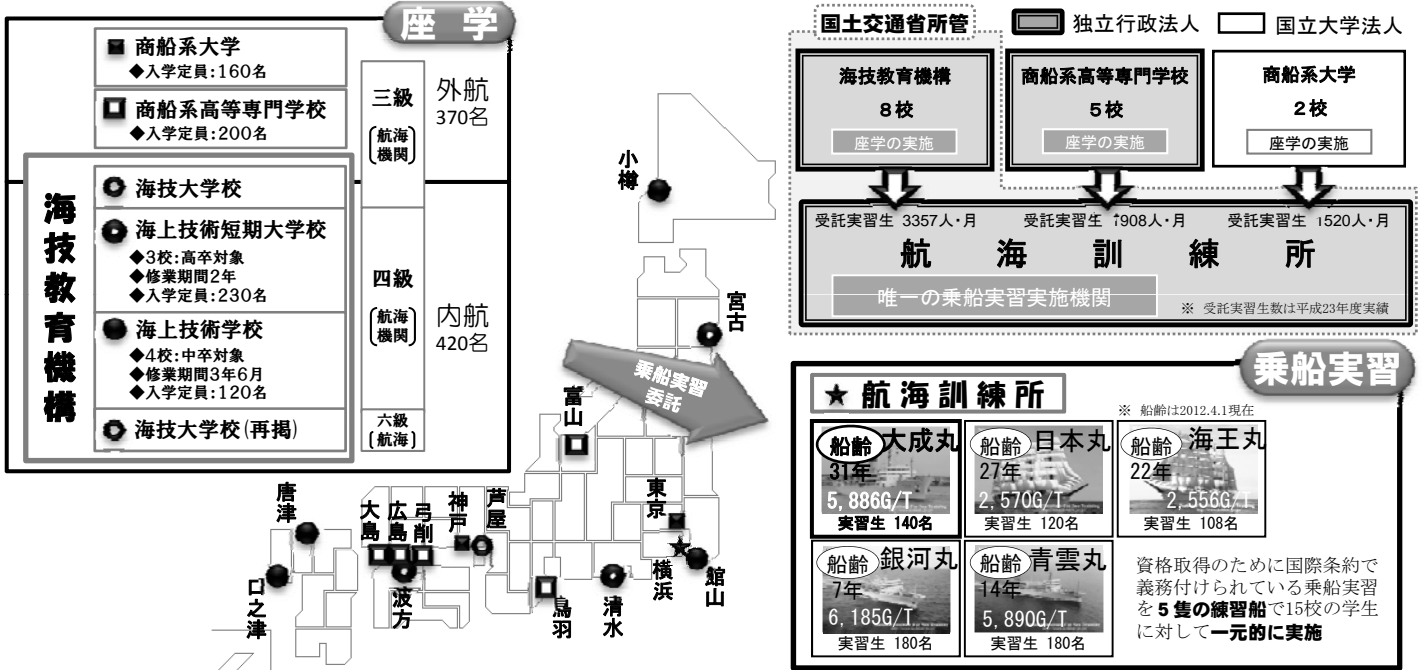 座 学
■ 商船系大学
◆入学定員:160名
商船系高等専門学校
◆入学定員:200名
海技教育機構
海技大学校
海上技術短期大学校
◆3校:高卒対象
◆修業期間2年
◆入学定員:230名
海上技術学校
◆4校:中卒対象
◆修業期間3年6月
◆入学定員:120名
海技大学校(再掲)
三級
〔航海
機関〕
四級
〔航海
機関〕
六級
〔航海〕
外航
370名
内航
420名
小樽
宮古
富山
東京
横浜
館山
清水
鳥羽
芦屋
神戸
弓削
広島
大島
波方
唐津
口之津
乗船実習
委託
国土交通省所管
独立行政法人
国立大学法人
海技教育機構
8校
座学の実施
商船系高等専門学校
5校
座学の実施
商船系大学
2校
座学の実施
受託実習生 3357人・月
受託実習生 1908人・月
受託実習生 1520人・月
航 海 訓 練 所
唯一の乗船実習実施機関
※ 受託実習生数は平成23年度実績
乗船実習
★ 航海訓練所
※ 船齢は2012.4.1現在
船齢 大成丸
31年
5,886G/T
実習生 140名
船齢 日本丸
27年
2,570G/T
実習生 120名
船齢 海王丸
22年
2,556G/T
実習生 108名
船齢 銀河丸
7年
6,185G/T
実習生 180名
船齢 青雲丸
14年
5,890G/T
実習生 180名
資格取得のために国際条約で
義務付けられている乗船実習
を5隻の練習船で15校の学生
に対して一元的に実施